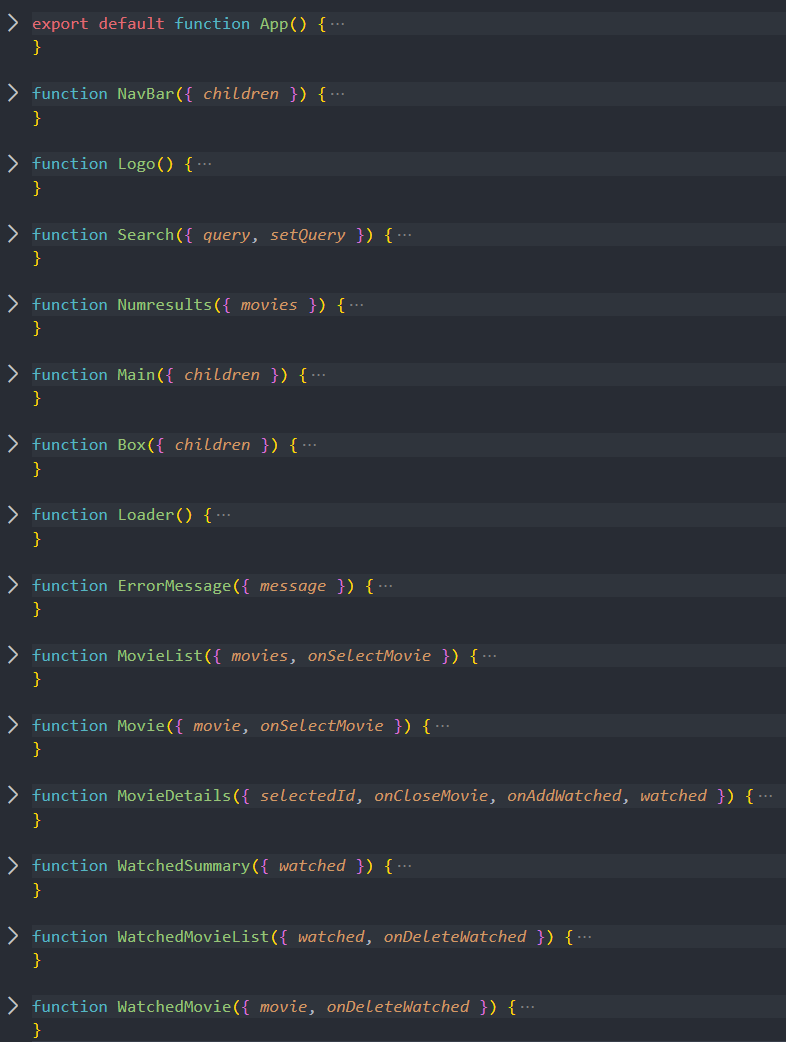 export default function App() { ···
}
function NavBar({ children }) { ···
}
function Logo() { ···
}
function Search({ query, setQuery }) { ···
}
function Numresults({ movies }) { ···
}
function Main({ children }) { ···
}
function Box({ children }) { ···
}
function Loader() { ···
}
function ErrorMessage({ message }) { ···
}
function MovieList({ movies, onSelectMovie }) { ···
}
function Movie({ movie, onSelectMovie }) { ···
}
function MovieDetails({ selectedId, onCloseMovie, onAddWatched, watched }) { ···
}
function WatchedSummary({ watched }) { ···
}
function WatchedMovieList({ watched, onDeleteWatched }) { ···
}
function WatchedMovie({ movie, onDeleteWatched }) { ···
}